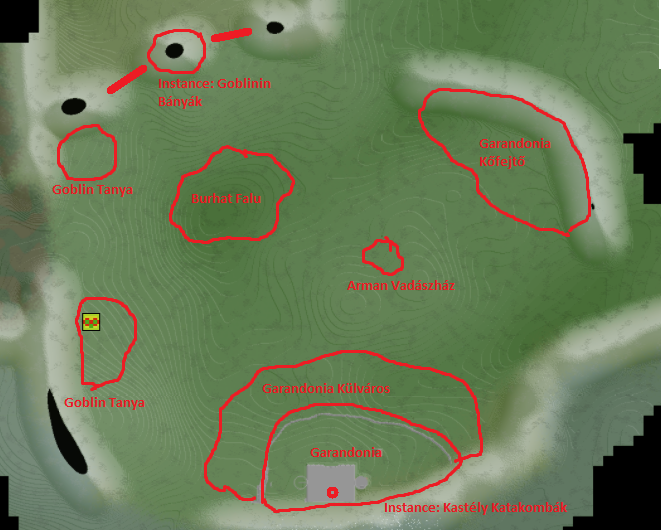 Instance: Goblinin
Bányák
Garandonia
Kőfejtő
Goblin Tanya
Burhat Falu
Arman Vadászház
Garandonia Külváros
Goblin Tanya
Garandonia
Instance: Kastély Katakombák